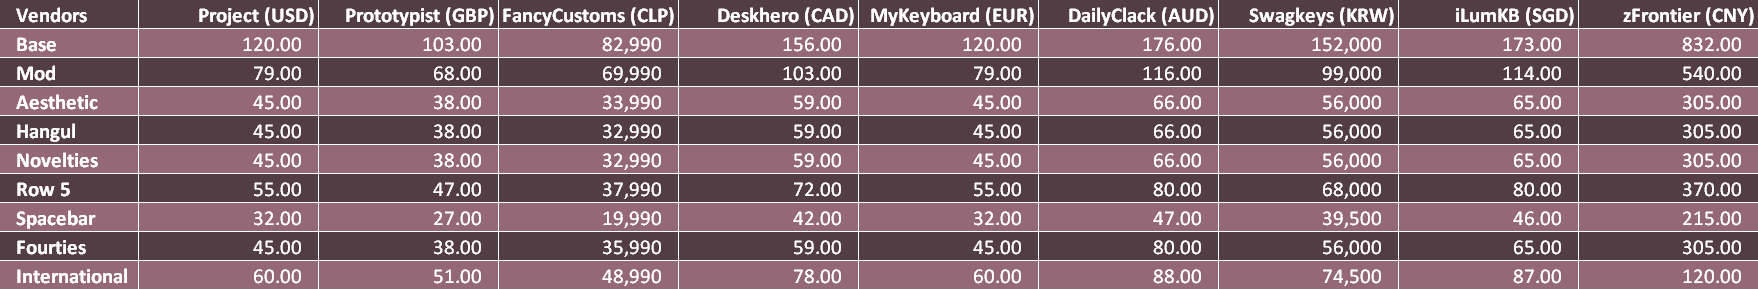 Vendors Project (USD) Prototypist (GBP) FancyCustoms (CLP) Deskhero (CAD) MyKeyboard (EUR) DailyClack (AUD) Swagkeys (KRW) iLumKB (SGD) zFrontier (CNY)
Base 120.00 103.00 82,990 156.00 120.00 176.00 152,000 173.00 832.00
Mod 79.00 68.00 69,990 103.00 79.00 116.00 99,000 114.00 540.00
Aesthetic 45.00 38.00 33,990 59.00 45.00 66.00 56,000 65.00 305.00
Hangul 45.00 38.00 32,990 59.00 45.00 66.00 56,000 65.00 305.00
Novelties 45.00 38.00 32,990 59.00 45.00 66.00 56,000 65.00 305.00
Row 5 55.00 47.00 37,990 72.00 55.00 80.00 68,000 80.00 370.00
Spacebar 32.00 27.00 19,990 42.00 32.00 47.00 39,500 46.00 215.00
Fourties 45.00 38.00 35,990 59.00 45.00 80.00 56,000 65.00 305.00
International 60.00 51.00 48,990 78.00 60.00 88.00 74,500 87.00 120.00